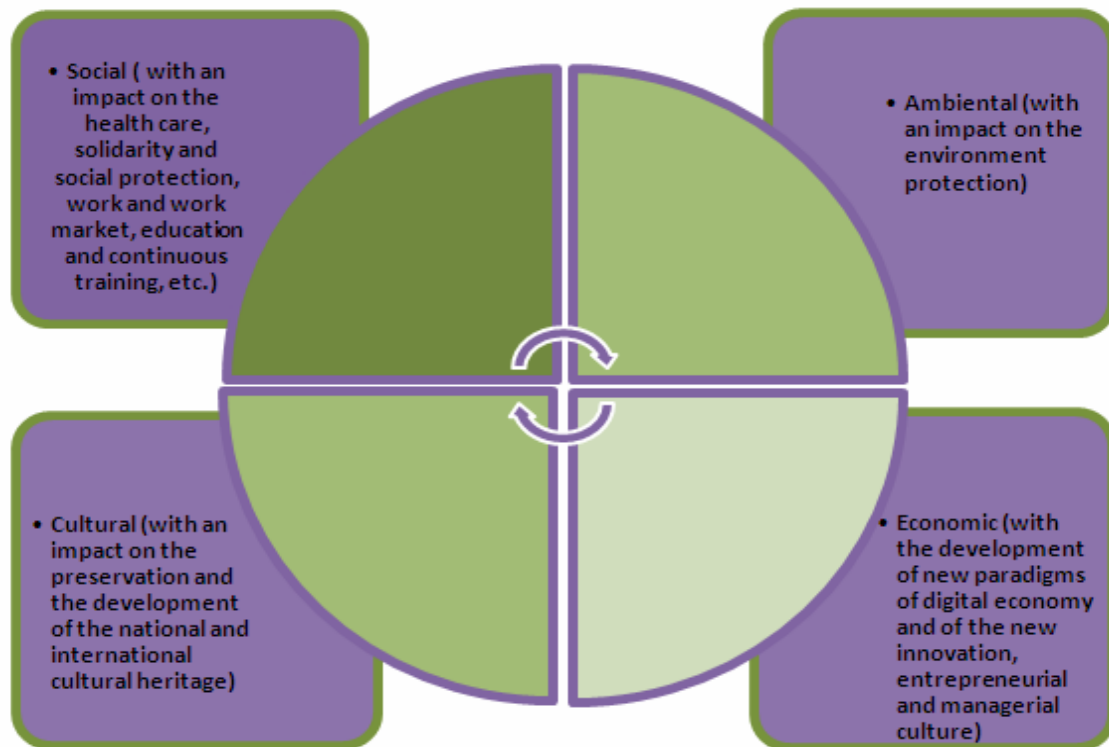 • Social ( with an
impact on the
health care,
solidarity and
social protection,
work and work
market, education
and continuous
training, etc.)
• Ambiental (with
an impact on the
environment
protection)
• Cultural (with an
impact on the
preservation and
the development
of the national and
international
cultural heritage)
• Economic (with
the development
of new paradigms
of digital economy
and of the new
innovation,
entrepreneurial
and managerial
culture)